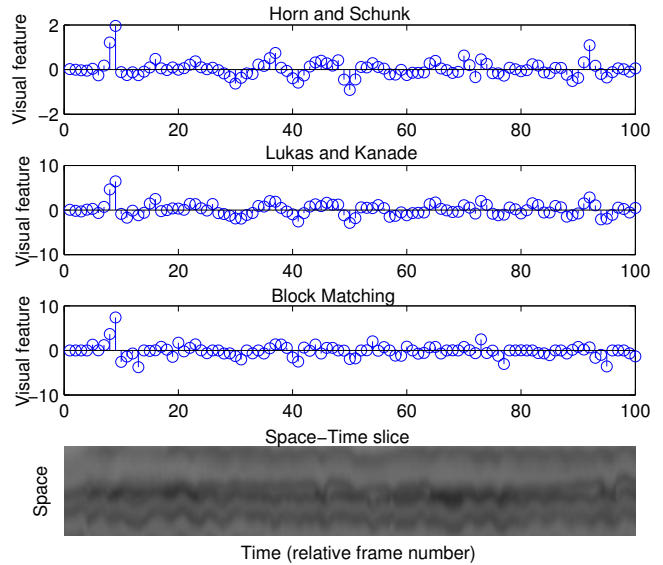 Horn and Schunk
Visual feature
2
0
−2
0 20 40 60 80 100
Lukas and Kanade
Visual feature
10
0
−10
0 20 40 60 80 100
Block Matching
Visual feature
10
0
−10
0 20 40 60 80 100
Space−Time slice
Space
Time (relative frame number)